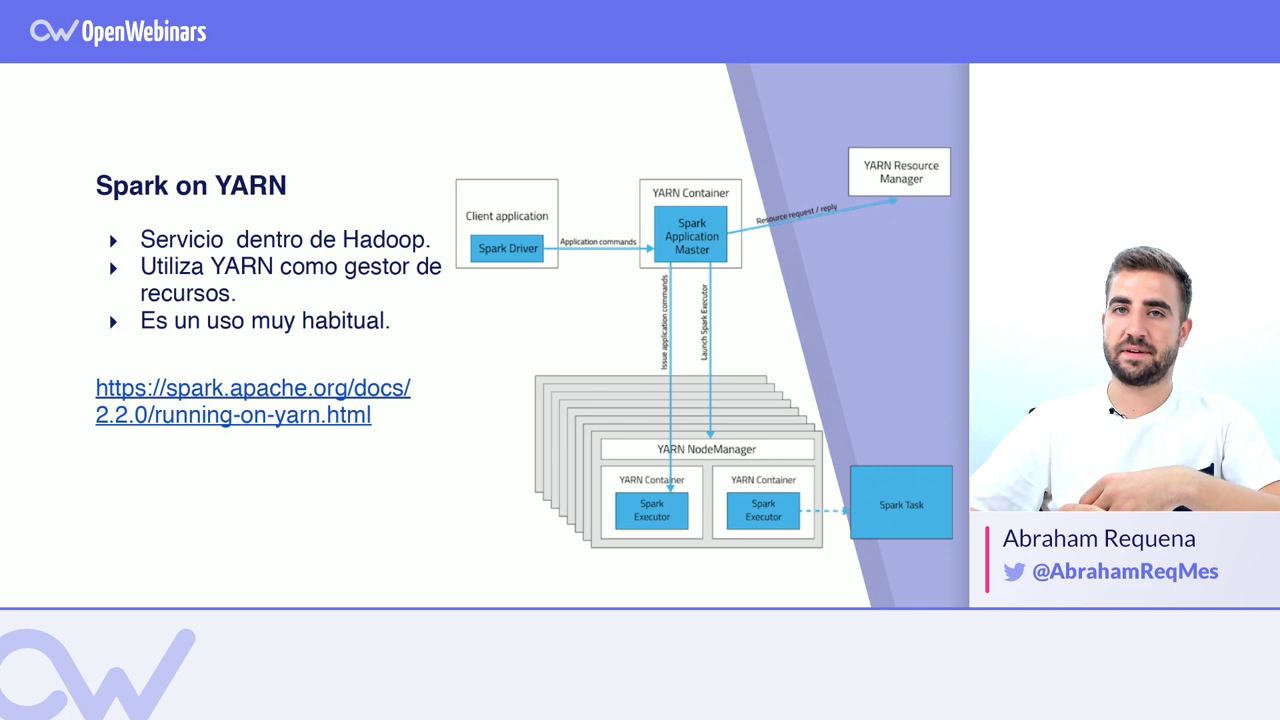 OpenWebinars
Spark on YARN
Servicio dentro de Hadoop.
Utiliza YARN como gestor de
recursos.
Es un uso muy habitual.
https://spark.apache.org/docs/
2.2.0/running-on-yarn.html
Client application
Spark Driver
Application commands
YARN Container
Spark
Application
Master
Resource request / reply
YARN Resource
Manager
Issue application commands
Launch Spark Executor
YARN NodeManager
YARN Container
Spark
Executor
YARN Container
Spark
Executor
Spark Task
Abraham Requena
@AbrahamReqMes